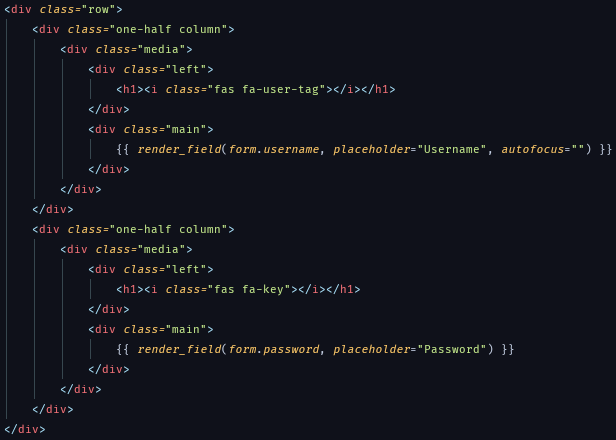 <div class="row">
    <div class="one-half column">
        <div class="media">
            <div class="left">
                <h1><i class="fas fa-user-tag"></i></h1>
            </div>
            <div class="main">
                {{ render_field(form.username, placeholder="Username", autofocus="") }}
            </div>
        </div>
    </div>
    <div class="one-half column">
        <div class="media">
            <div class="left">
                <h1><i class="fas fa-key"></i></h1>
            </div>
            <div class="main">
                {{ render_field(form.password, placeholder="Password") }}
            </div>
        </div>
    </div>
</div>